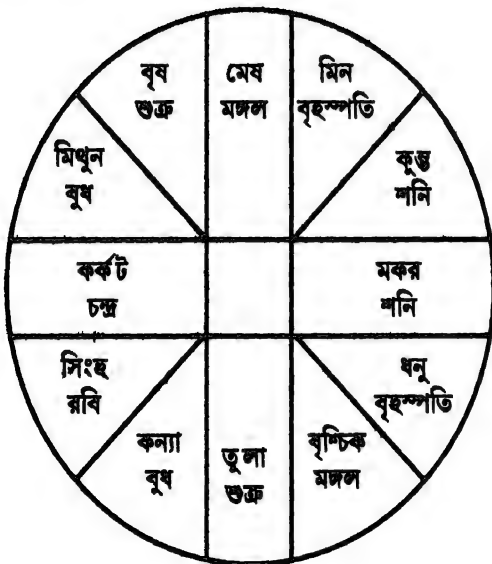 বৃষ
শুক্র
মেষ
মঙ্গল
মিন
বৃহস্পতি
মিথুন
বুধ
কুম্ভ
শনি
কর্কট
চন্দ্র
মকর
শনি
সিংহ
রবি
ধনু
বৃহস্পতি
কন্যা
বুধ
তুলা
শুক্র
বৃশ্চিক
মঙ্গল